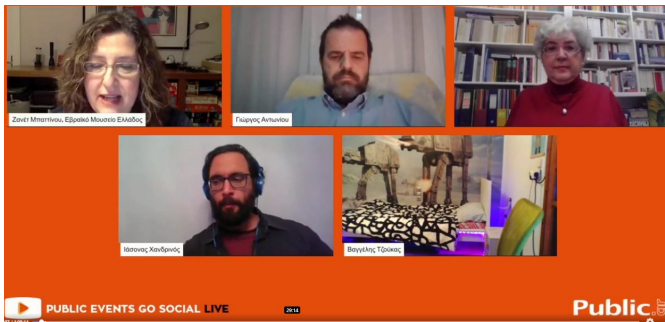 Ζανέτ Μπαττίνου, Εβραϊκό Μουσείο Ελλάδος
Γιώργος Αντωνίου
Ιάσονας Χανδρινός
Βαγγέλης Τζούκας
PUBLIC EVENTS GO SOCIAL LIVE
29:14
Public.gr